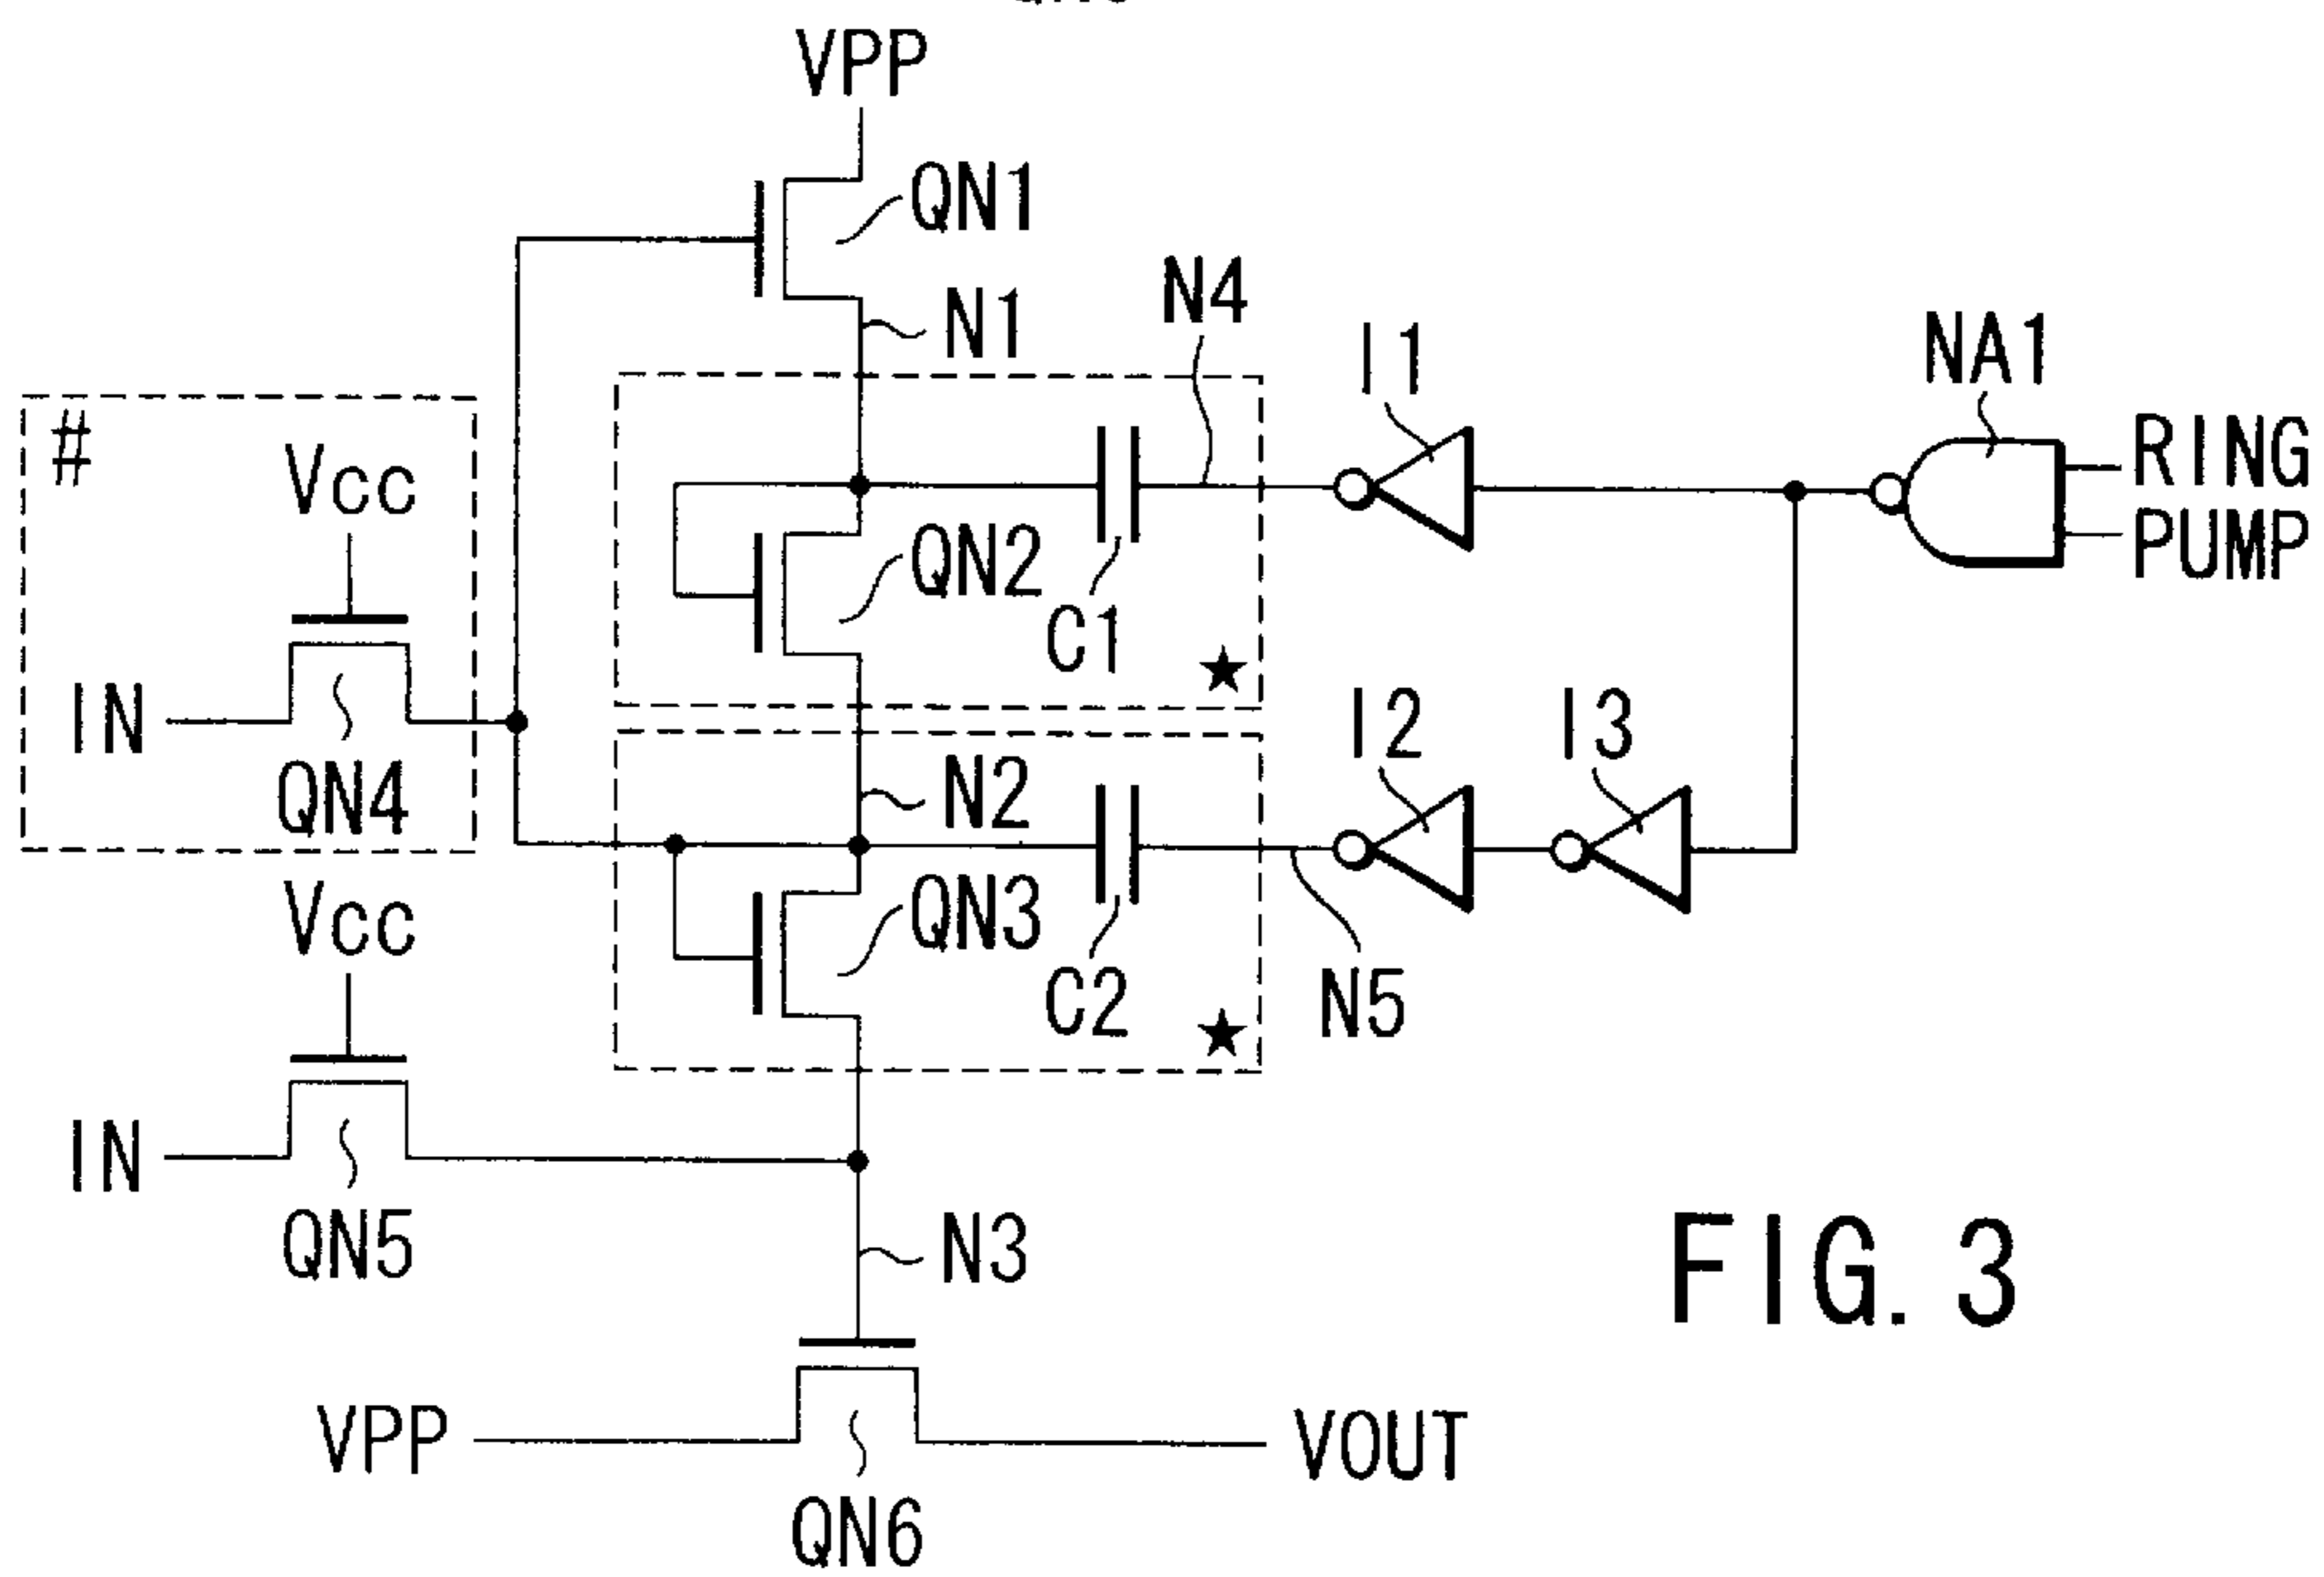 VPP
QN1
N1
N4
I1
NA1
RING
PUMP
#
Vcc
QN2
C1
★
IN
QN4
N2
I2
I3
Vcc
QN3
C2
★
N5
IN
QN5
N3
FIG. 3
VPP
VOUT
QN6